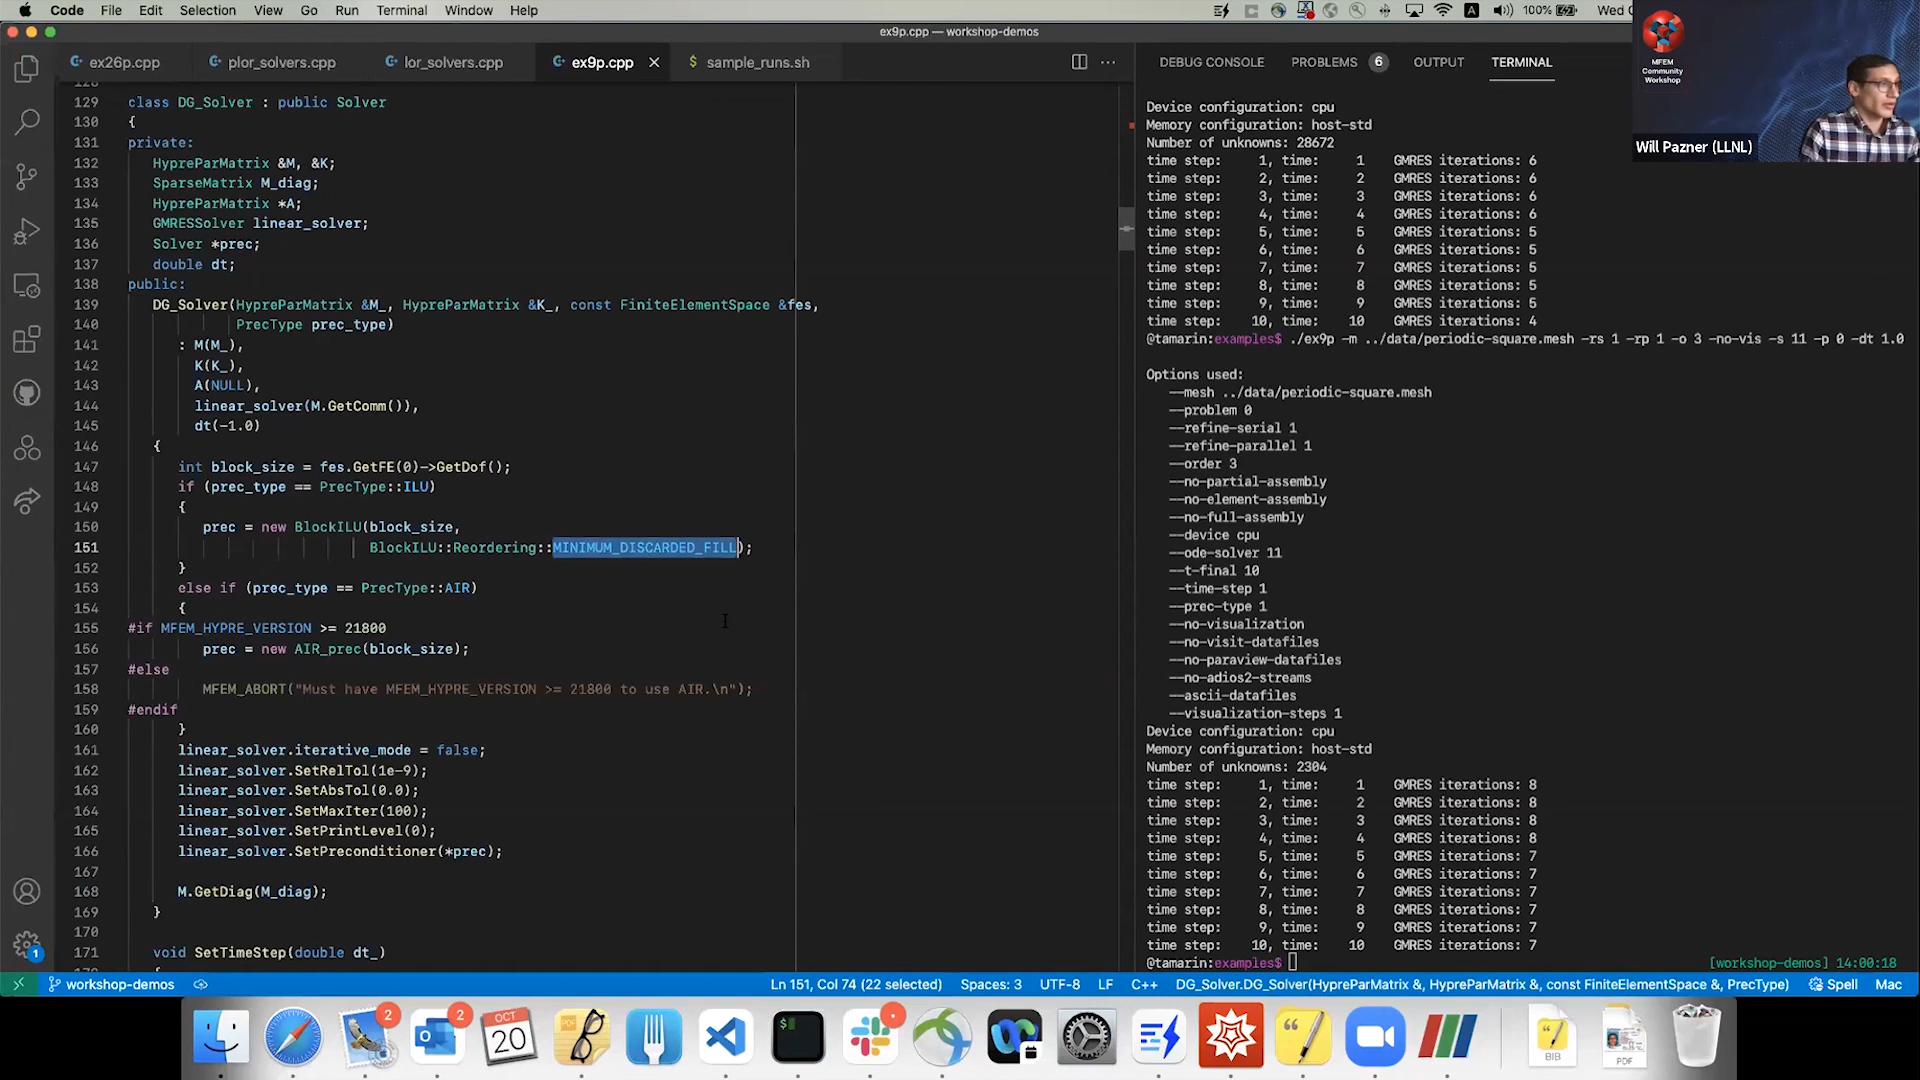 Code File Edit Selection View Go Run Terminal Window Help
A 100% Wed
ex9p.cpp — workshop-demos
MFEM
Community
Workshop
Will Pazner (LLNL)
ex26p.cpp plor_solvers.cpp lor_solvers.cpp ex9p.cpp sample_runs.sh
128
129 class DG_Solver : public Solver
130 {
131 private:
132 HypreParMatrix &M, &K;
133 SparseMatrix M_diag;
134 HypreParMatrix *A;
135 GMRESSolver linear_solver;
136 Solver *prec;
137 double dt;
138 public:
139 DG_Solver(HypreParMatrix &M_, HypreParMatrix &K_, const FiniteElementSpace &fes,
140 PrecType prec_type)
141 : M(M_),
142 K(K_),
143 A(NULL),
144 linear_solver(M.GetComm()),
145 dt(-1.0)
146 {
147 int block_size = fes.GetFE(0)->GetDof();
148 if (prec_type == PrecType::ILU)
149 {
150 prec = new BlockILU(block_size,
151 BlockILU::Reordering::MINIMUM_DISCARDED_FILL);
152 }
153 else if (prec_type == PrecType::AIR)
154 {
155 #if MFEM_HYPRE_VERSION >= 21800
156 prec = new AIR_prec(block_size);
157 #else
158 MFEM_ABORT("Must have MFEM_HYPRE_VERSION >= 21800 to use AIR.\n");
159 #endif
160 }
161 linear_solver.iterative_mode = false;
162 linear_solver.SetRelTol(1e-9);
163 linear_solver.SetAbsTol(0.0);
164 linear_solver.SetMaxIter(100);
165 linear_solver.SetPrintLevel(0);
166 linear_solver.SetPreconditioner(*prec);
167
168 M.GetDiag(M_diag);
169 }
170
171 void SetTimeStep(double dt_)
DEBUG CONSOLE PROBLEMS 6 OUTPUT TERMINAL
Device configuration: cpu
Memory configuration: host-std
Number of unknowns: 28672
time step: 1, time: 1 GMRES iterations: 6
time step: 2, time: 2 GMRES iterations: 6
time step: 3, time: 3 GMRES iterations: 6
time step: 4, time: 4 GMRES iterations: 6
time step: 5, time: 5 GMRES iterations: 5
time step: 6, time: 6 GMRES iterations: 5
time step: 7, time: 7 GMRES iterations: 5
time step: 8, time: 8 GMRES iterations: 5
time step: 9, time: 9 GMRES iterations: 5
time step: 10, time: 10 GMRES iterations: 4
@tamarin:examples$ ./ex9p -m ../data/periodic-square.mesh -rs 1 -rp 1 -o 3 -no-vis -s 11 -p 0 -dt 1.0
Options used:
--mesh ../data/periodic-square.mesh
--problem 0
--refine-serial 1
--refine-parallel 1
--order 3
--no-partial-assembly
--no-element-assembly
--no-full-assembly
--device cpu
--ode-solver 11
--t-final 10
--time-step 1
--prec-type 1
--no-visualization
--no-visit-datafiles
--no-paraview-datafiles
--no-adios2-streams
--ascii-datafiles
--visualization-steps 1
Device configuration: cpu
Memory configuration: host-std
Number of unknowns: 2304
time step: 1, time: 1 GMRES iterations: 8
time step: 2, time: 2 GMRES iterations: 8
time step: 3, time: 3 GMRES iterations: 8
time step: 4, time: 4 GMRES iterations: 8
time step: 5, time: 5 GMRES iterations: 7
time step: 6, time: 6 GMRES iterations: 7
time step: 7, time: 7 GMRES iterations: 7
time step: 8, time: 8 GMRES iterations: 7
time step: 9, time: 9 GMRES iterations: 7
time step: 10, time: 10 GMRES iterations: 7
@tamarin:examples$
[workshop-demos] 14:00:18
1
workshop-demos Ln 151, Col 74 (22 selected) Spaces: 3 UTF-8 LF C++ DG_Solver.DG_Solver(HypreParMatrix &, HypreParMatrix &, const FiniteElementSpace &, PrecType) Spell Mac
2 2 OCT
20
PDF
BIB PDF